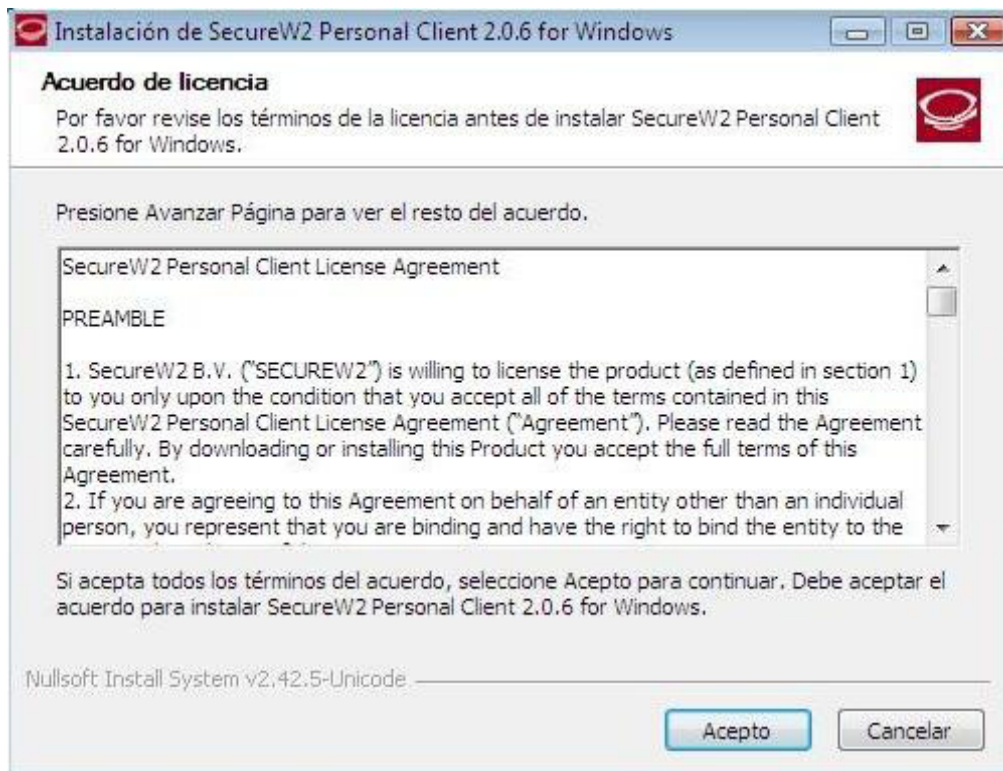 Instalación de SecureW2 Personal Client 2.0.6 for Windows
Acuerdo de licencia
Por favor revise los términos de la licencia antes de instalar SecureW2 Personal Client
2.0.6 for Windows.
Presione Avanzar Página para ver el resto del acuerdo.
SecureW2 Personal Client License Agreement
PREAMBLE
1. SecureW2 B.V. ("SECUREW2") is willing to license the product (as defined in section 1)
to you only upon the condition that you accept all of the terms contained in this
SecureW2 Personal Client License Agreement ("Agreement"). Please read the Agreement
carefully. By downloading or installing this Product you accept the full terms of this
Agreement.
2. If you are agreeing to this Agreement on behalf of an entity other than an individual
person, you represent that you are binding and have the right to bind the entity to the
Si acepta todos los términos del acuerdo, seleccione Acepto para continuar. Debe aceptar el
acuerdo para instalar SecureW2 Personal Client 2.0.6 for Windows.
Nullsoft Install System v2.42.5-Unicode
Acepto
Cancelar